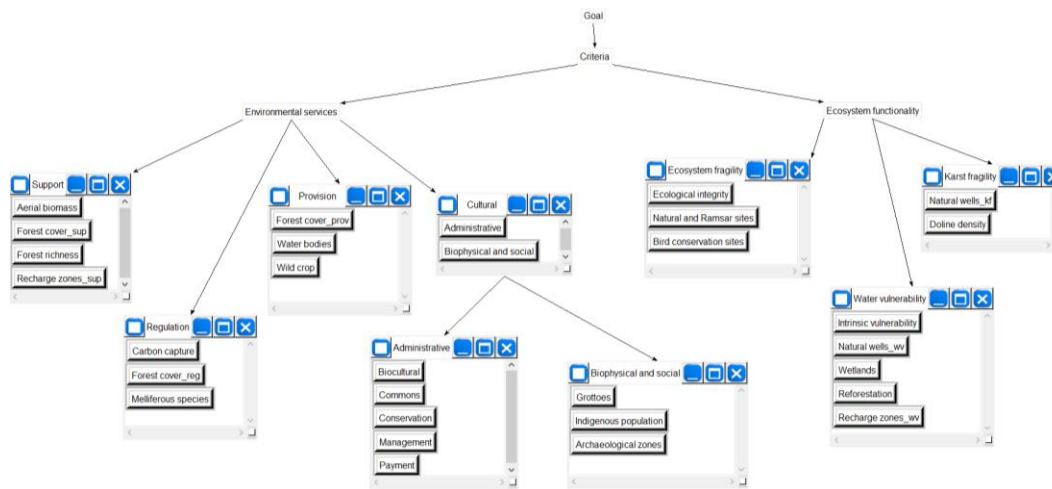 Goal
Criteria
Environmental services
Ecosystem functionality
Support
Aerial biomass
Forest cover_sup
Forest richness
Recharge zones_sup
Provision
Forest cover_prov
Water bodies
Wild crop
Cultural
Administrative
Biophysical and social
Ecosystem fragility
Ecological integrity
Natural and Ramsar sites
Bird conservation sites
Karst fragility
Natural wells_kf
Doline density
Regulation
Carbon capture
Forest cover_reg
Melliferous species
Administrative
Biocultural
Commons
Conservation
Management
Payment
Biophysical and social
Grottoes
Indigenous population
Archaeological zones
Water vulnerability
Intrinsic vulnerability
Natural wells_wv
Wetlands
Reforestation
Recharge zones_wv